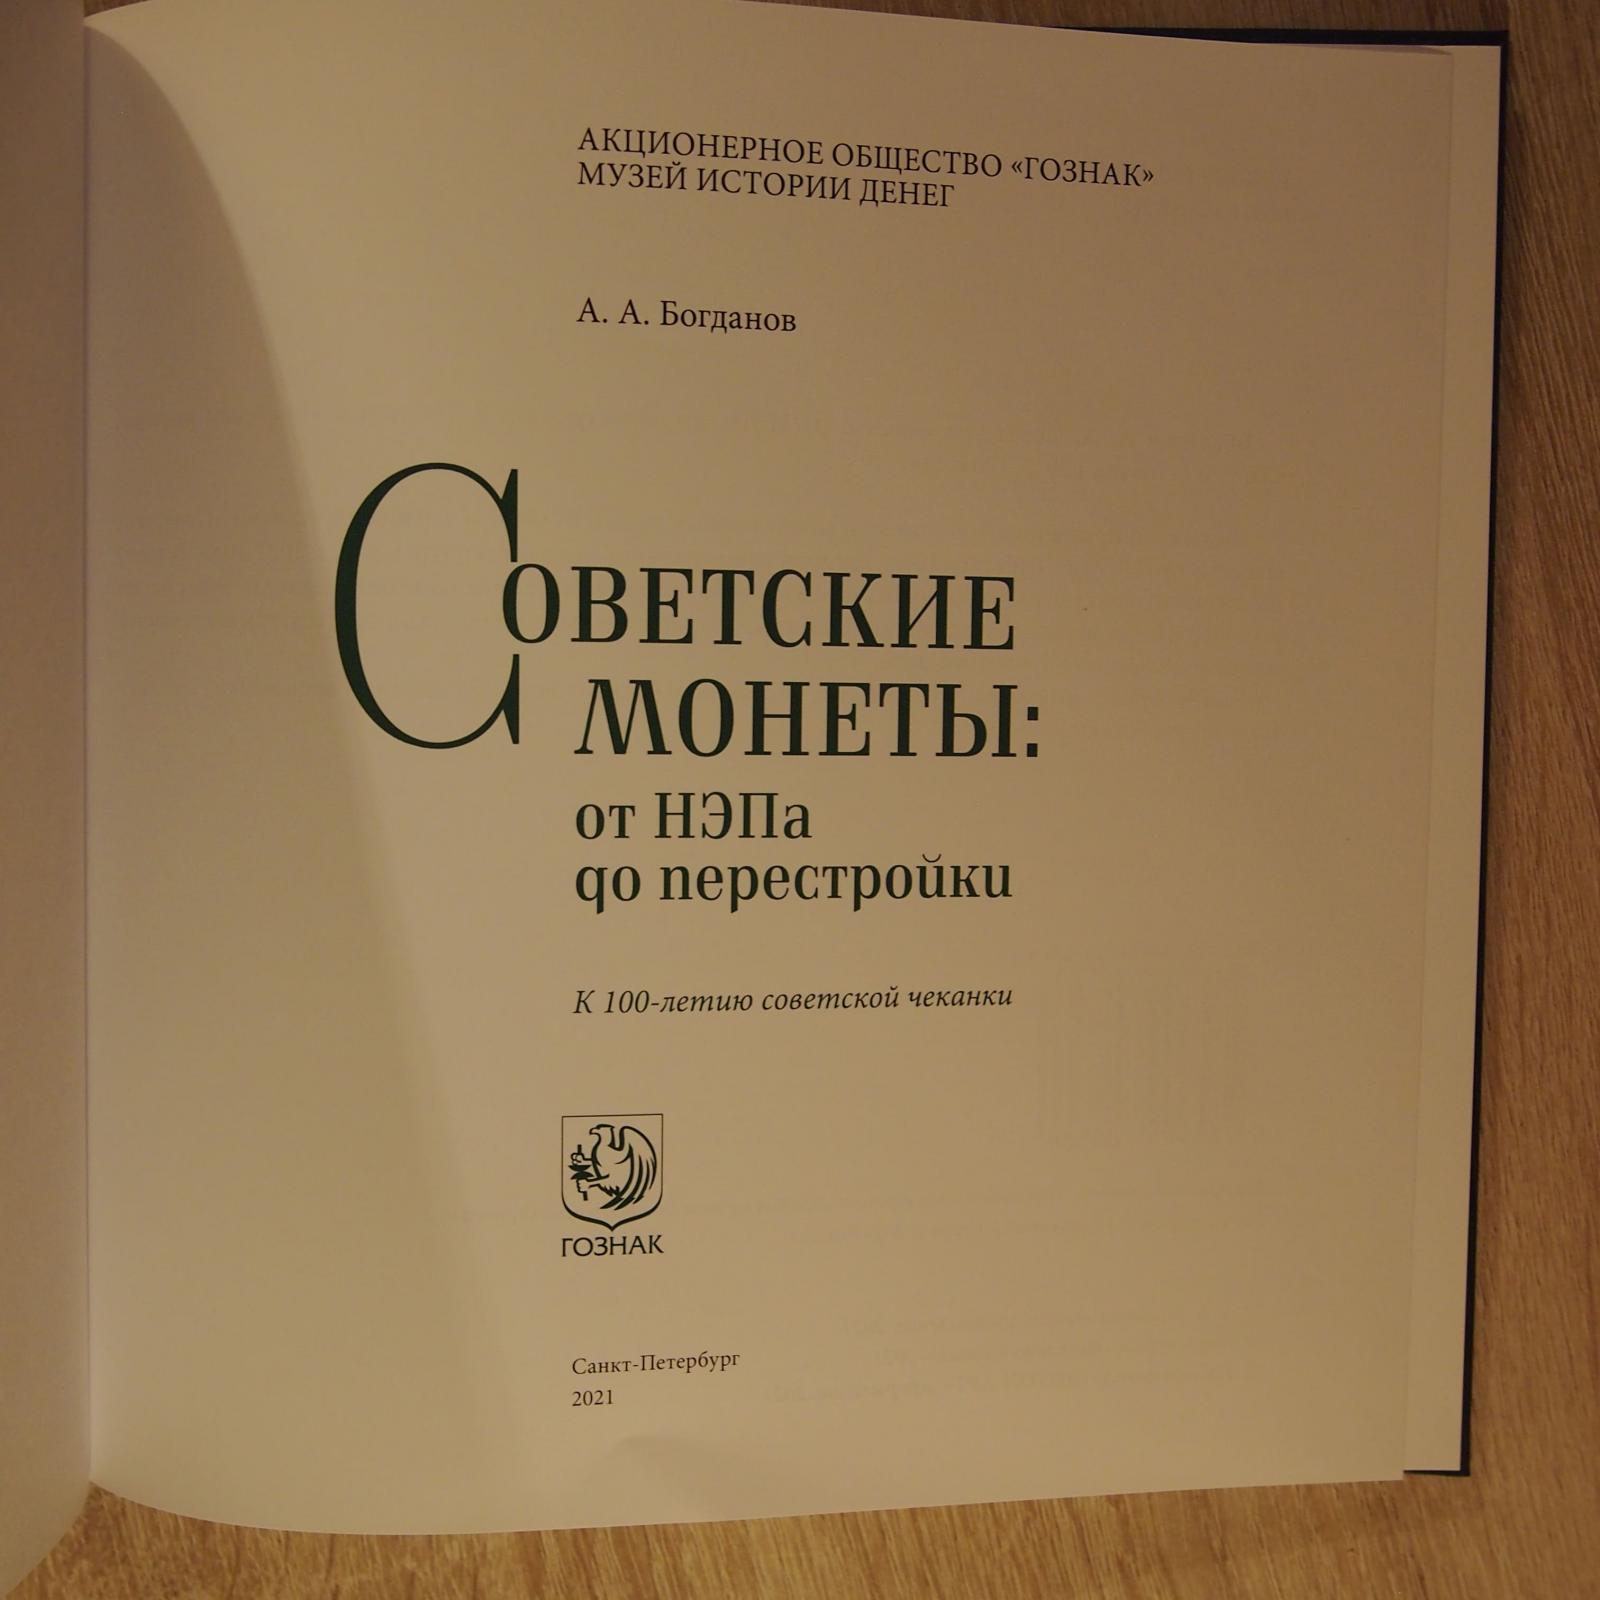 АКЦИОНЕРНОЕ ОБЩЕСТВО «ГОЗНАК»
МУЗЕЙ ИСТОРИИ ДЕНЕГ
А. А. Богданов
Советские
монеты:
от НЭПа
до перестройки
К 100-летию советской чеканки
ГОЗНАК
Санкт-Петербург
2021